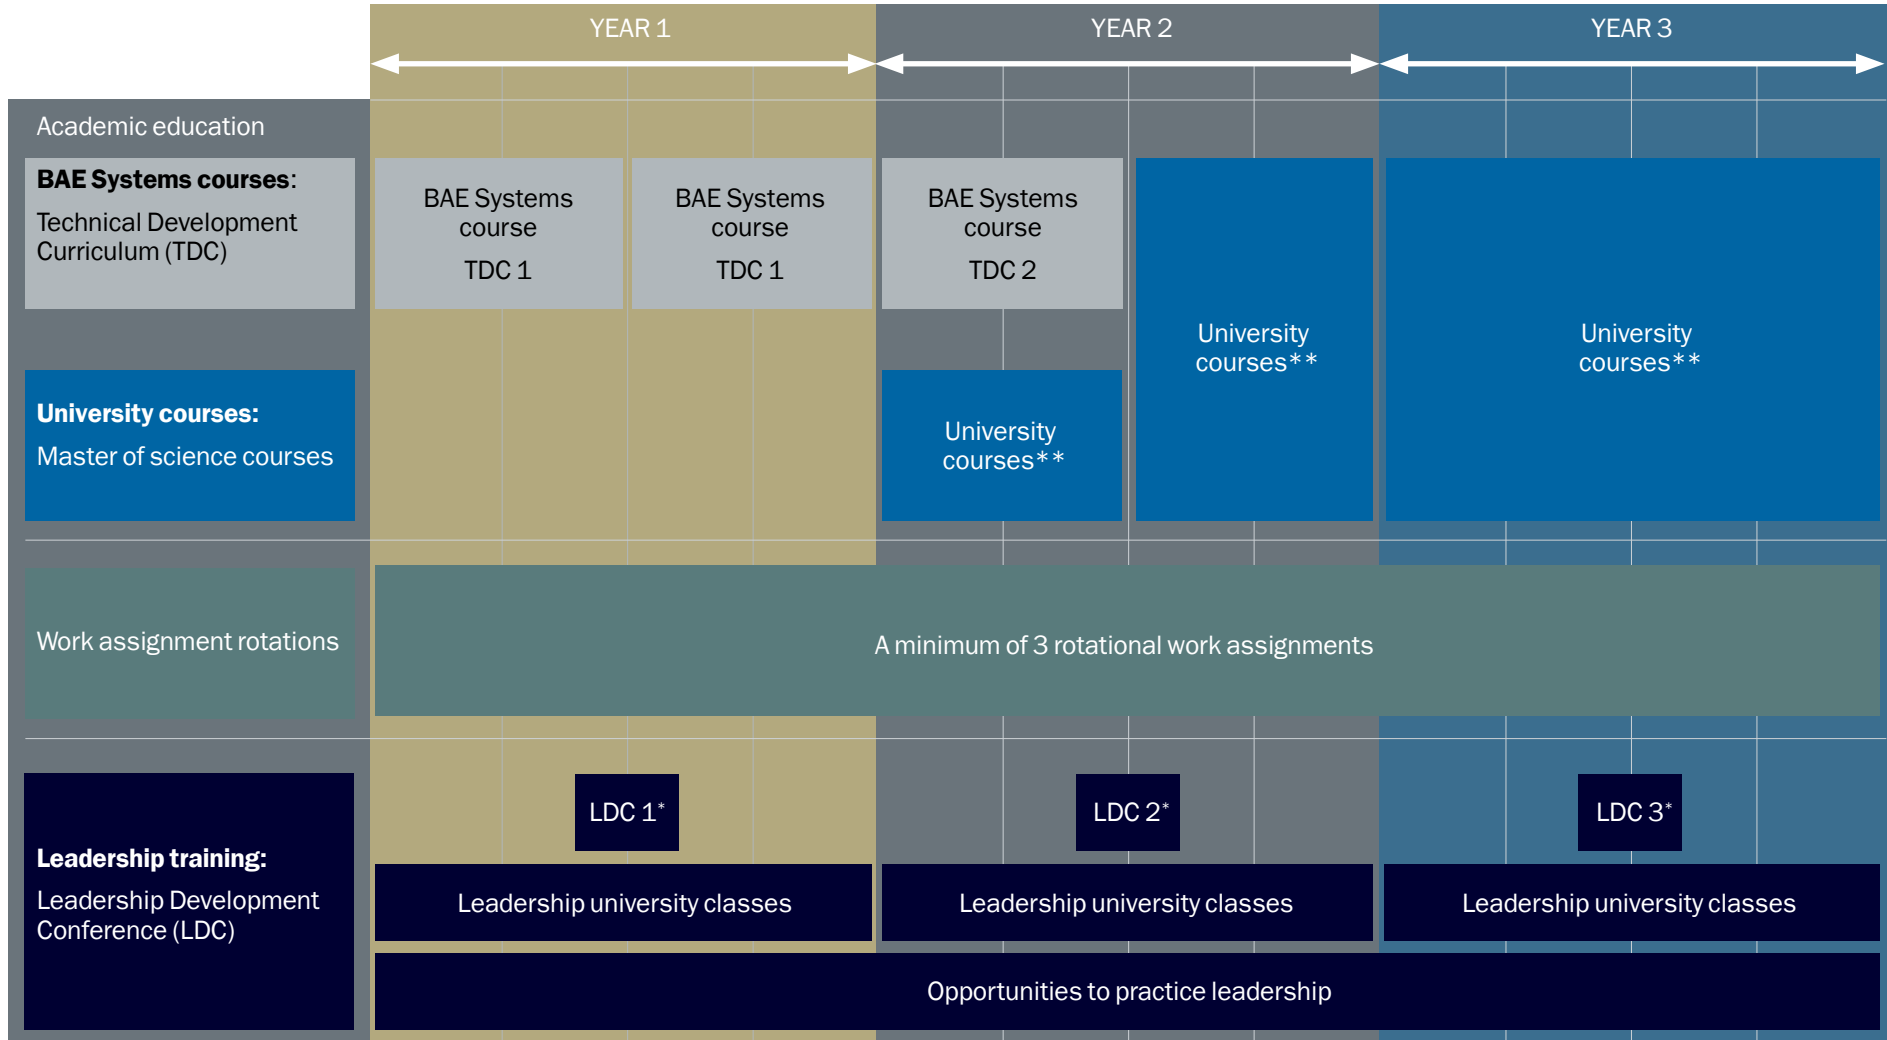 YEAR 1
YEAR 2
YEAR 3
Academic education
BAE Systems courses:
Technical Development
Curriculum (TDC)
BAE Systems
course
TDC 1
BAE Systems
course
TDC 1
BAE Systems
course
TDC 2
University
courses**
University
courses**
University courses:
Master of science courses
University
courses**
Work assignment rotations
A minimum of 3 rotational work assignments
Leadership training:
Leadership Development
Conference (LDC)
LDC 1*
LDC 2*
LDC 3*
Leadership university classes
Leadership university classes
Leadership university classes
Opportunities to practice leadership